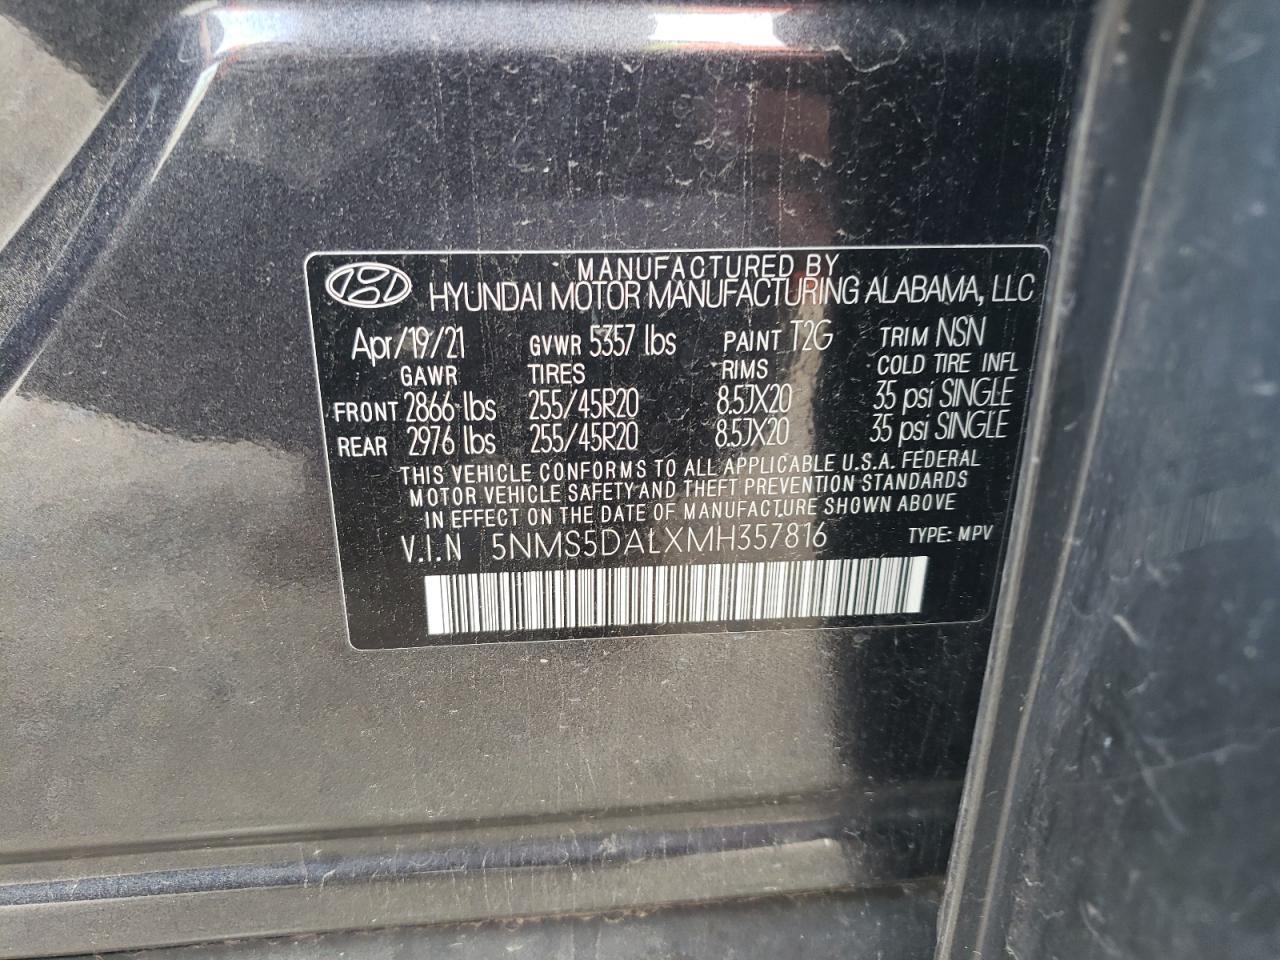 MANUFACTURED BY
HYUNDAI MOTOR MANUFACTURING ALABAMA, LLC
Apr/19/21 GVWR 5357 lbs PAINT T2G TRIM NSN
GAWR TIRES RIMS COLD TIRE INFL
FRONT 2866 lbs 255/45R20 8.5JX20 35 psi SINGLE
REAR 2976 lbs 255/45R20 8.5JX20 35 psi SINGLE
THIS VEHICLE CONFORMS TO ALL APPLICABLE U.S.A. FEDERAL
MOTOR VEHICLE SAFETY AND THEFT PREVENTION STANDARDS
IN EFFECT ON THE DATE OF MANUFACTURE SHOWN ABOVE
V.I.N 5NMS5DALXMH357816 TYPE: MPV